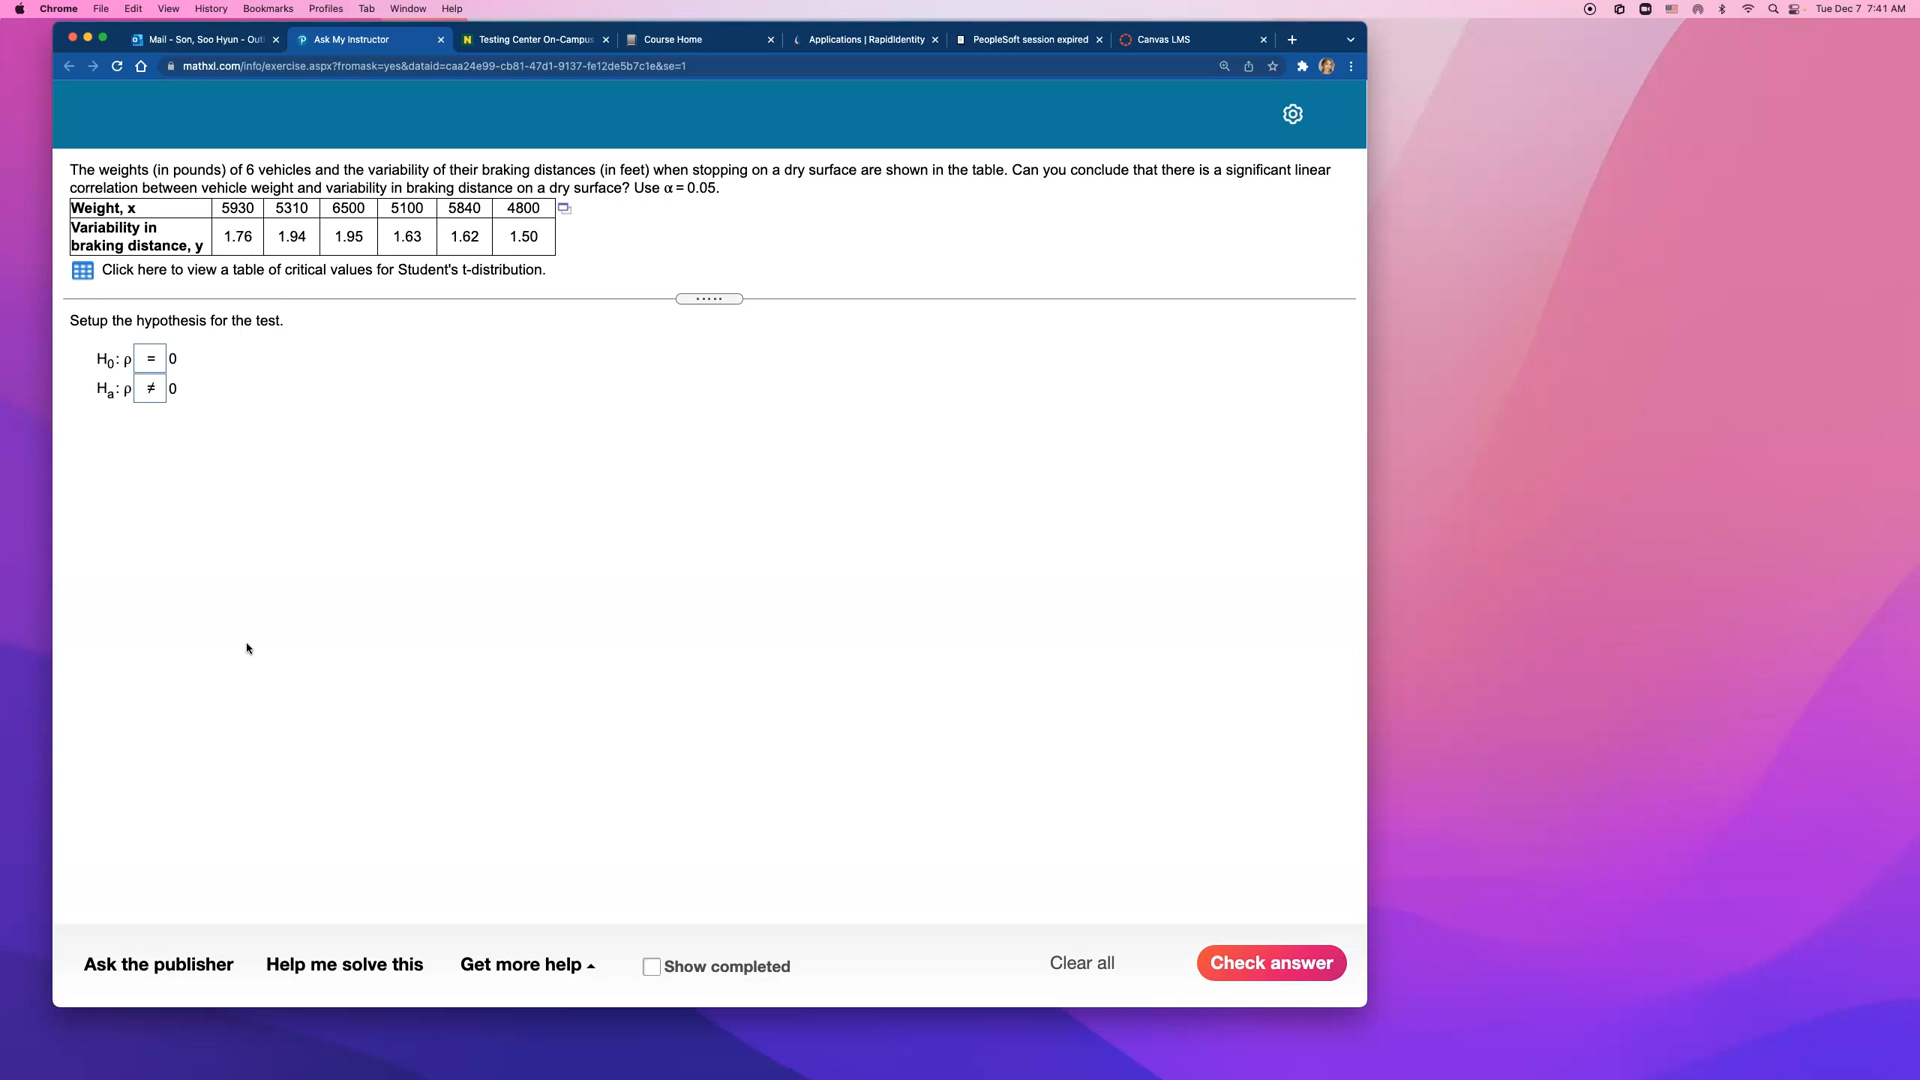 Chrome File Edit View History Bookmarks Profiles Tab Window Help Tue Dec 7 7:41 AM
Mail - Son, Soo Hyun - Out Ask My Instructor Testing Center On-Campus Course Home Applications | RapidIdentity PeopleSoft session expired Canvas LMS
mathxl.com/info/exercise.aspx?fromask=yes&dataid=caa24e99-cb81-47d1-9137-fe12de5b7c1e&se=1
The weights (in pounds) of 6 vehicles and the variability of their braking distances (in feet) when stopping on a dry surface are shown in the table. Can you conclude that there is a significant linear
correlation between vehicle weight and variability in braking distance on a dry surface? Use α = 0.05.
Weight, x 5930 5310 6500 5100 5840 4800
Variability in
braking distance, y 1.76 1.94 1.95 1.63 1.62 1.50
Click here to view a table of critical values for Student's t-distribution.
Setup the hypothesis for the test.
H0: ρ = 0
Ha: ρ ≠ 0
Ask the publisher Help me solve this Get more help Show completed Clear all Check answer